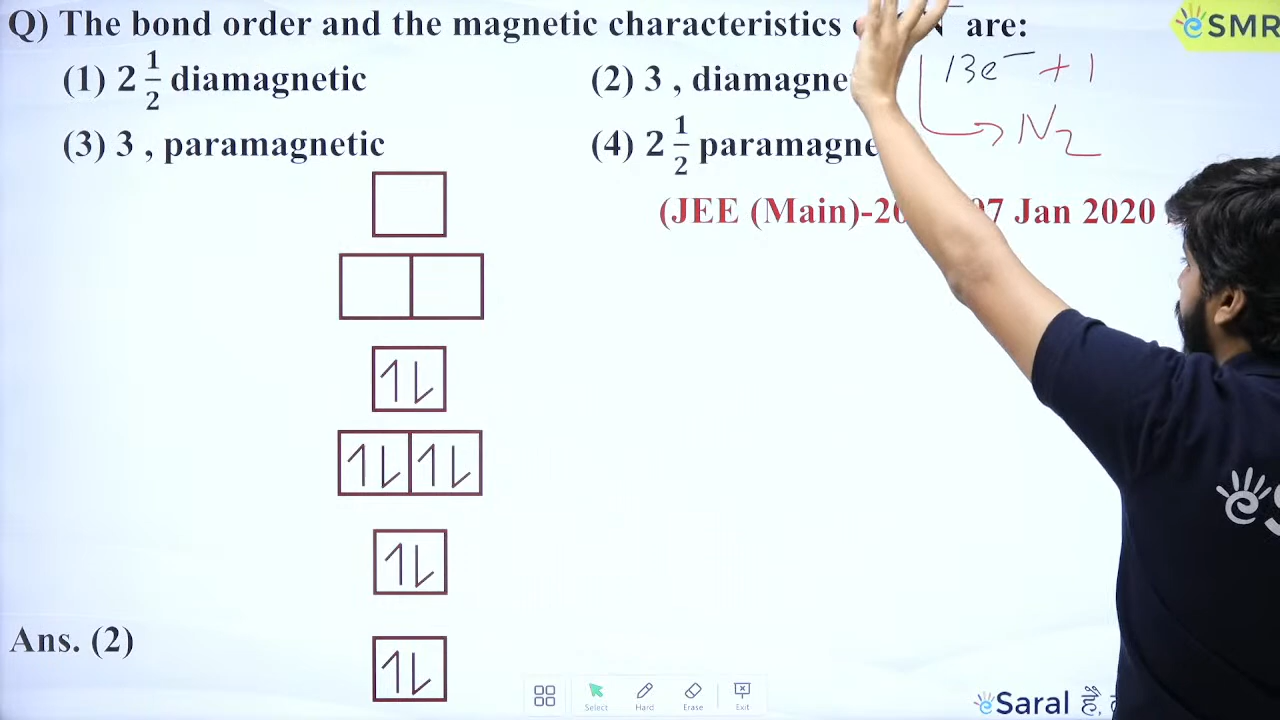 Q) The bond order and the magnetic characteristics are:
(1) 2 1/2 diamagnetic
(2) 3 , diamagne
(3) 3 , paramagnetic
(4) 2 1/2 paramagne
13e⁻ + 1
→ N₂
(JEE (Main)-20 07 Jan 2020
eSMR
↑↓
↑↓ ↑↓
↑↓
↑↓
Ans. (2)
Select Hard Erase Exit
eSaral है,